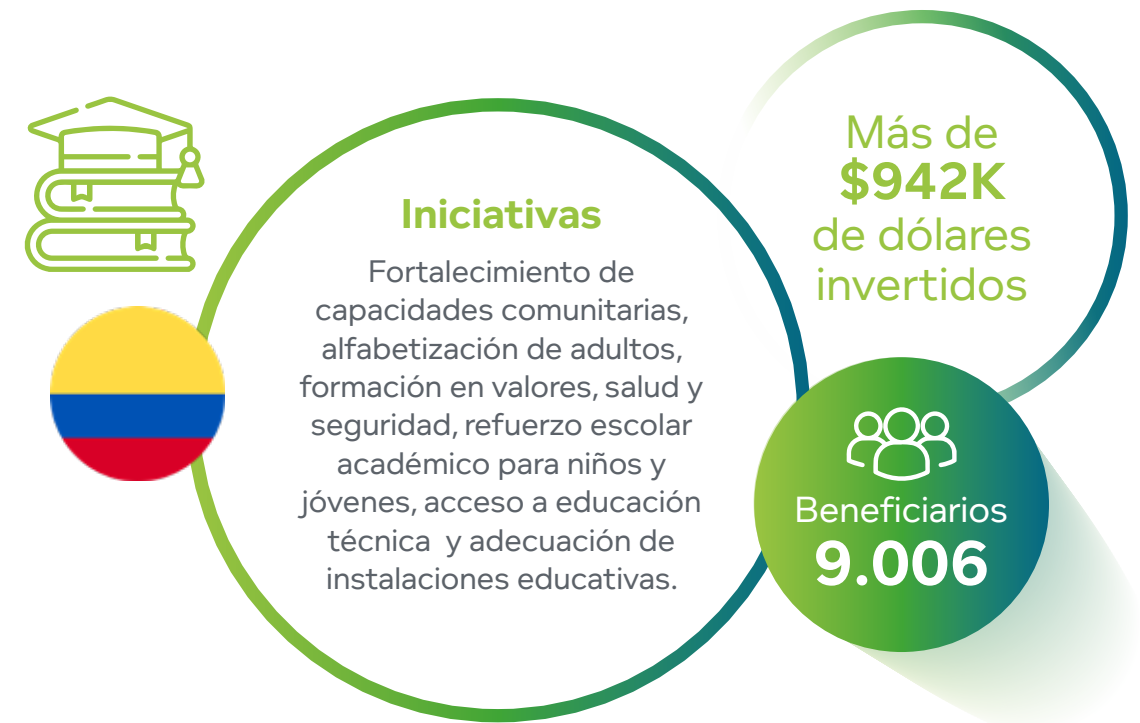 Iniciativas
Fortalecimiento de
capacidades comunitarias,
alfabetización de adultos,
formación en valores, salud y
seguridad, refuerzo escolar
académico para niños y
jóvenes, acceso a educación
técnica y adecuación de
instalaciones educativas.
Más de
$942K
de dólares
invertidos
Beneficiarios
9.006